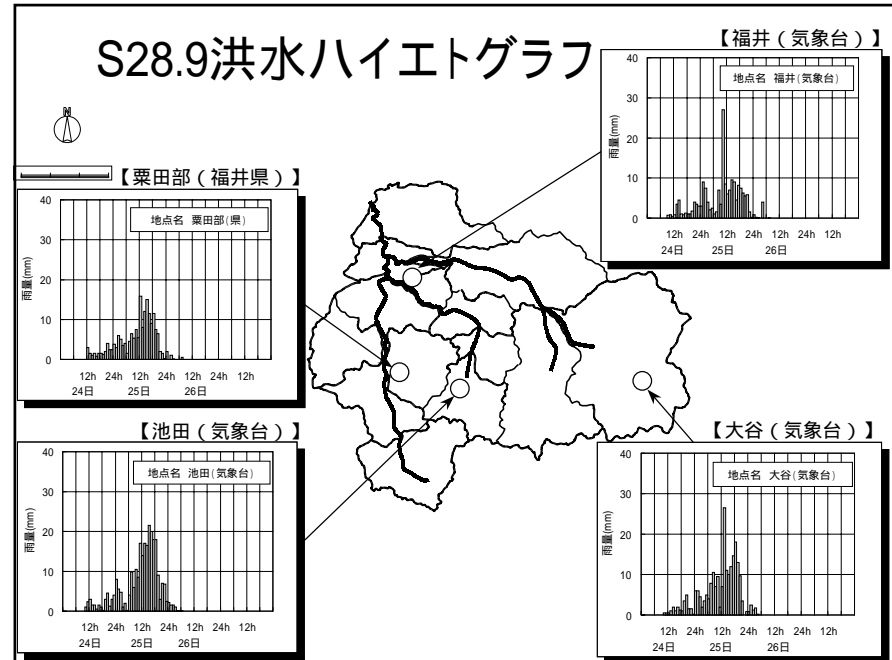 S28.9洪水ハイエトグラフ
N
【福井（気象台）】
地点名 福井(気象台)
雨量(mm)
40
30
20
10
0
12h 24h 12h 24h 12h 24h 12h
24日 25日 26日
【粟田部（福井県）】
地点名 粟田部(県)
雨量(mm)
40
30
20
10
0
12h 24h 12h 24h 12h 24h 12h
24日 25日 26日
【池田（気象台）】
地点名 池田(気象台)
雨量(mm)
40
30
20
10
0
12h 24h 12h 24h 12h 24h 12h
24日 25日 26日
【大谷（気象台）】
地点名 大谷(気象台)
雨量(mm)
40
30
20
10
0
12h 24h 12h 24h 12h 24h 12h
24日 25日 26日